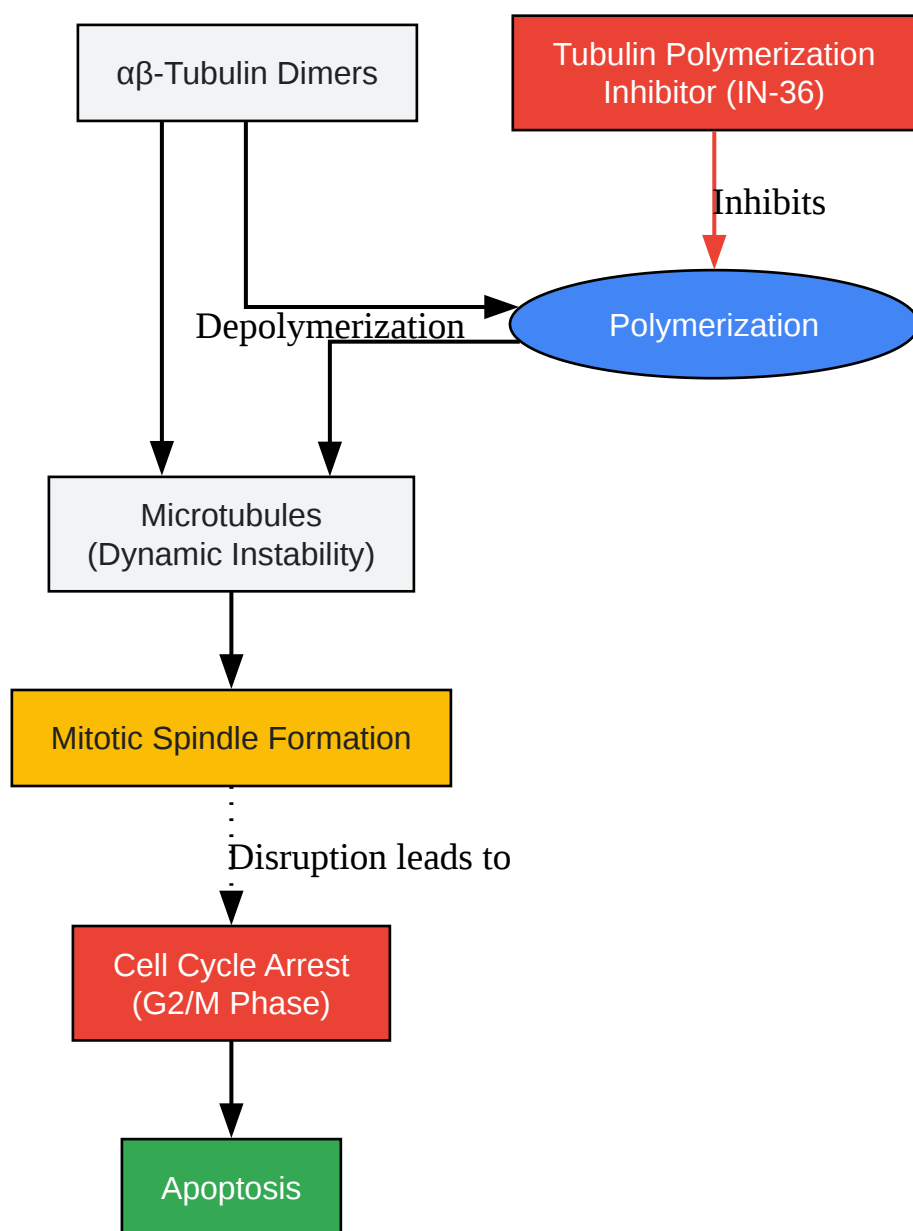 αβ-Tubulin Dimers
Tubulin Polymerization
Inhibitor (IN-36)
Inhibits
Depolymerization
Polymerization
Microtubules
(Dynamic Instability)
Mitotic Spindle Formation
Disruption leads to
Cell Cycle Arrest
(G2/M Phase)
Apoptosis